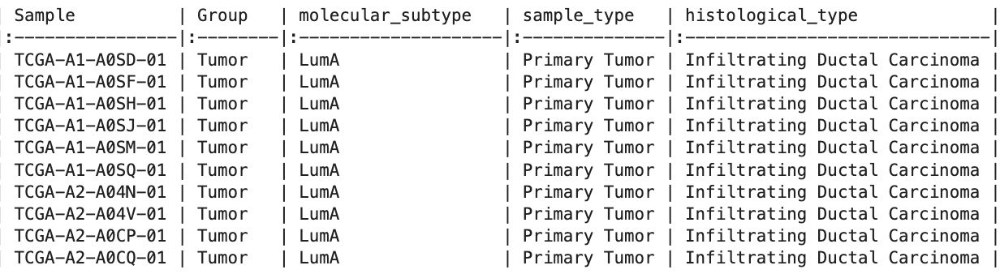 | Sample         | Group  | molecular_subtype   | sample_type   | histological_type            |
|:----------------|:--------|:--------------------|:--------------|:------------------------------|
| TCGA-A1-A0SD-01 | Tumor   | LumA                | Primary Tumor | Infiltrating Ductal Carcinoma |
| TCGA-A1-A0SF-01 | Tumor   | LumA                | Primary Tumor | Infiltrating Ductal Carcinoma |
| TCGA-A1-A0SH-01 | Tumor   | LumA                | Primary Tumor | Infiltrating Ductal Carcinoma |
| TCGA-A1-A0SJ-01 | Tumor   | LumA                | Primary Tumor | Infiltrating Ductal Carcinoma |
| TCGA-A1-A0SM-01 | Tumor   | LumA                | Primary Tumor | Infiltrating Ductal Carcinoma |
| TCGA-A1-A0SQ-01 | Tumor   | LumA                | Primary Tumor | Infiltrating Ductal Carcinoma |
| TCGA-A2-A04N-01 | Tumor   | LumA                | Primary Tumor | Infiltrating Ductal Carcinoma |
| TCGA-A2-A04V-01 | Tumor   | LumA                | Primary Tumor | Infiltrating Ductal Carcinoma |
| TCGA-A2-A0CP-01 | Tumor   | LumA                | Primary Tumor | Infiltrating Ductal Carcinoma |
| TCGA-A2-A0CQ-01 | Tumor   | LumA                | Primary Tumor | Infiltrating Ductal Carcinoma |